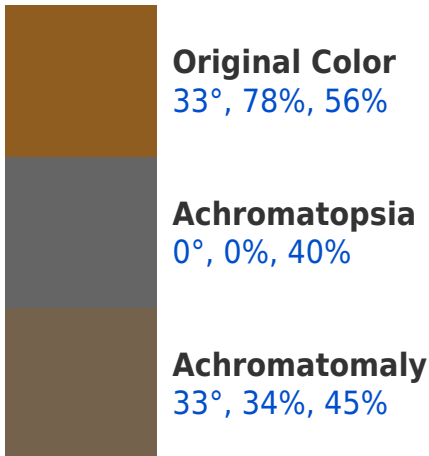 Original Color
33°, 78%, 56%
Achromatopsia
0°, 0%, 40%
Achromatomaly
33°, 34%, 45%